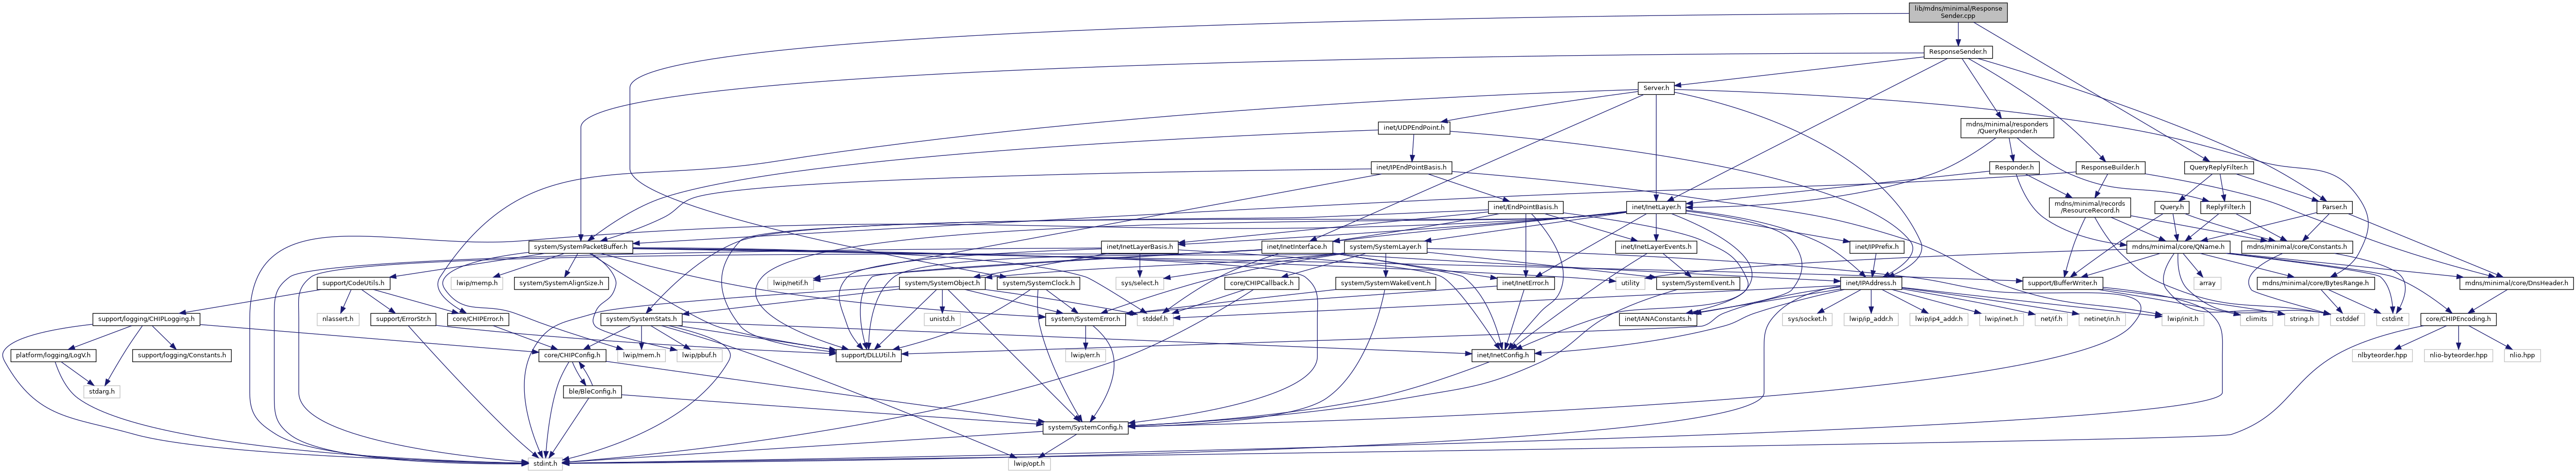 lib/mdns/minimal/Response
Sender.cpp
ResponseSender.h
Server.h
inet/UDPEndPoint.h
mdns/minimal/responders
/QueryResponder.h
inet/IPEndPointBasis.h
Responder.h
ResponseBuilder.h
QueryReplyFilter.h
inet/EndPointBasis.h
inet/InetLayer.h
mdns/minimal/records
/ResourceRecord.h
Query.h
ReplyFilter.h
Parser.h
system/SystemPacketBuffer.h
inet/InetLayerBasis.h
inet/InetInterface.h
system/SystemLayer.h
inet/InetLayerEvents.h
inet/IPPrefix.h
mdns/minimal/core/QName.h
mdns/minimal/core/Constants.h
support/CodeUtils.h
lwip/memp.h
system/SystemAlignSize.h
lwip/netif.h
system/SystemObject.h
system/SystemClock.h
sys/select.h
core/CHIPCallback.h
system/SystemWakeEvent.h
inet/InetError.h
utility
system/SystemEvent.h
inet/IPAddress.h
support/BufferWriter.h
array
mdns/minimal/core/BytesRange.h
mdns/minimal/core/DnsHeader.h
support/logging/CHIPLogging.h
nlassert.h
support/ErrorStr.h
core/CHIPError.h
system/SystemStats.h
unistd.h
system/SystemError.h
stddef.h
inet/IANAConstants.h
sys/socket.h
lwip/ip_addr.h
lwip/ip4_addr.h
lwip/inet.h
net/if.h
netinet/in.h
lwip/init.h
climits
string.h
cstddef
cstdint
core/CHIPEncoding.h
platform/logging/LogV.h
support/logging/Constants.h
core/CHIPConfig.h
lwip/mem.h
lwip/pbuf.h
support/DLLUtil.h
lwip/err.h
inet/InetConfig.h
nlbyteorder.hpp
nlio-byteorder.hpp
nlio.hpp
stdarg.h
ble/BleConfig.h
system/SystemConfig.h
stdint.h
lwip/opt.h